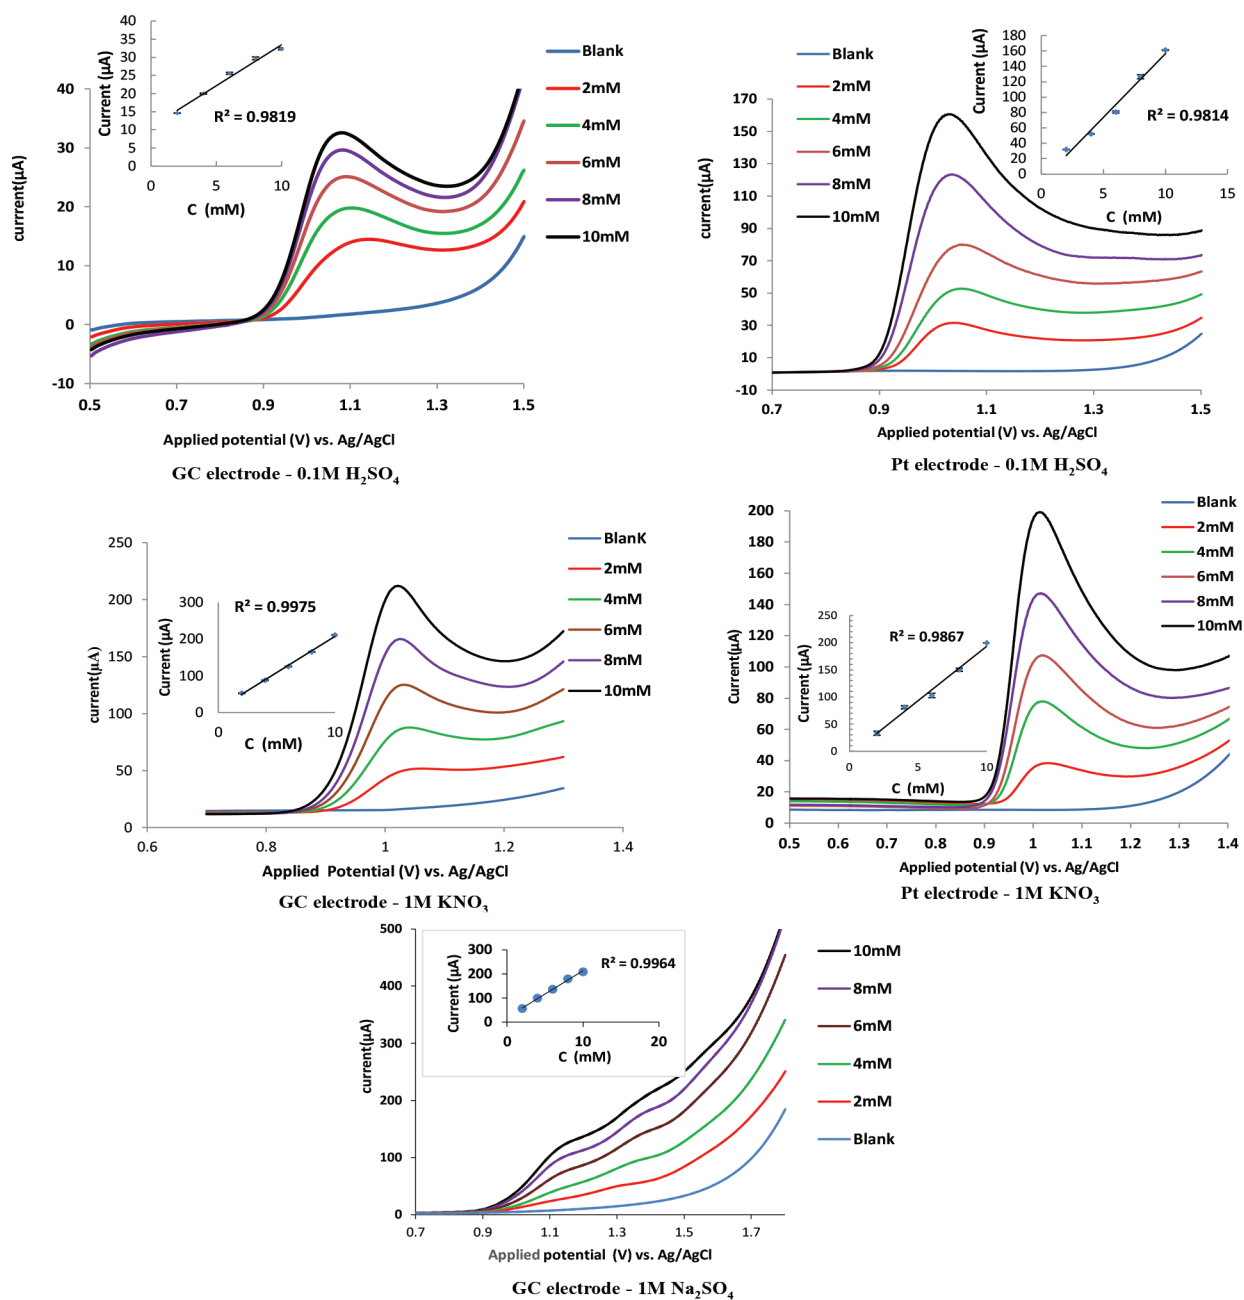 40
35
30
25
20
15
10
5
0
Current (µA)
R² = 0.9819
0
5
10
C (mM)
40
30
20
10
0
-10
currrent(µA)
0.5
0.7
0.9
1.1
1.3
1.5
Applied potential (V) vs. Ag/AgCl
Blank
2mM
4mM
6mM
8mM
10mM
GC electrode - 0.1M H₂SO₄
Blank
2mM
4mM
6mM
8mM
10mM
180
160
140
120
100
80
60
40
20
0
Current (µA)
R² = 0.9814
0
5
10
15
C (mM)
170
150
130
110
90
70
50
30
10
-10
current(µA)
0.7
0.9
1.1
1.3
1.5
Applied potential (V) vs. Ag/AgCl
Pt electrode - 0.1M H₂SO₄
250
200
150
100
50
0
current(µA)
300
200
100
0
Current (µA)
R² = 0.9975
0
10
C (mM)
BlanK
2mM
4mM
6mM
8mM
10mM
0.6
0.8
1
1.2
1.4
Applied Potential (V) vs. Ag/AgCl
GC electrode - 1M KNO₃
200
180
160
140
120
100
80
60
40
20
0
current(µA)
250
200
150
100
50
0
Current (µA)
R² = 0.9867
0
5
10
C (mM)
Blank
2mM
4mM
6mM
8mM
10mM
0.5
0.6
0.7
0.8
0.9
1
1.1
1.2
1.3
1.4
Applied potential (V) vs. Ag/AgCl
Pt electrode - 1M KNO₃
500
400
300
200
100
0
current(µA)
300
200
100
0
Current (µA)
R² = 0.9964
0
10
20
C (mM)
10mM
8mM
6mM
4mM
2mM
Blank
0.7
0.9
1.1
1.3
1.5
1.7
Applied potential (V) vs. Ag/AgCl
GC electrode - 1M Na₂SO₄